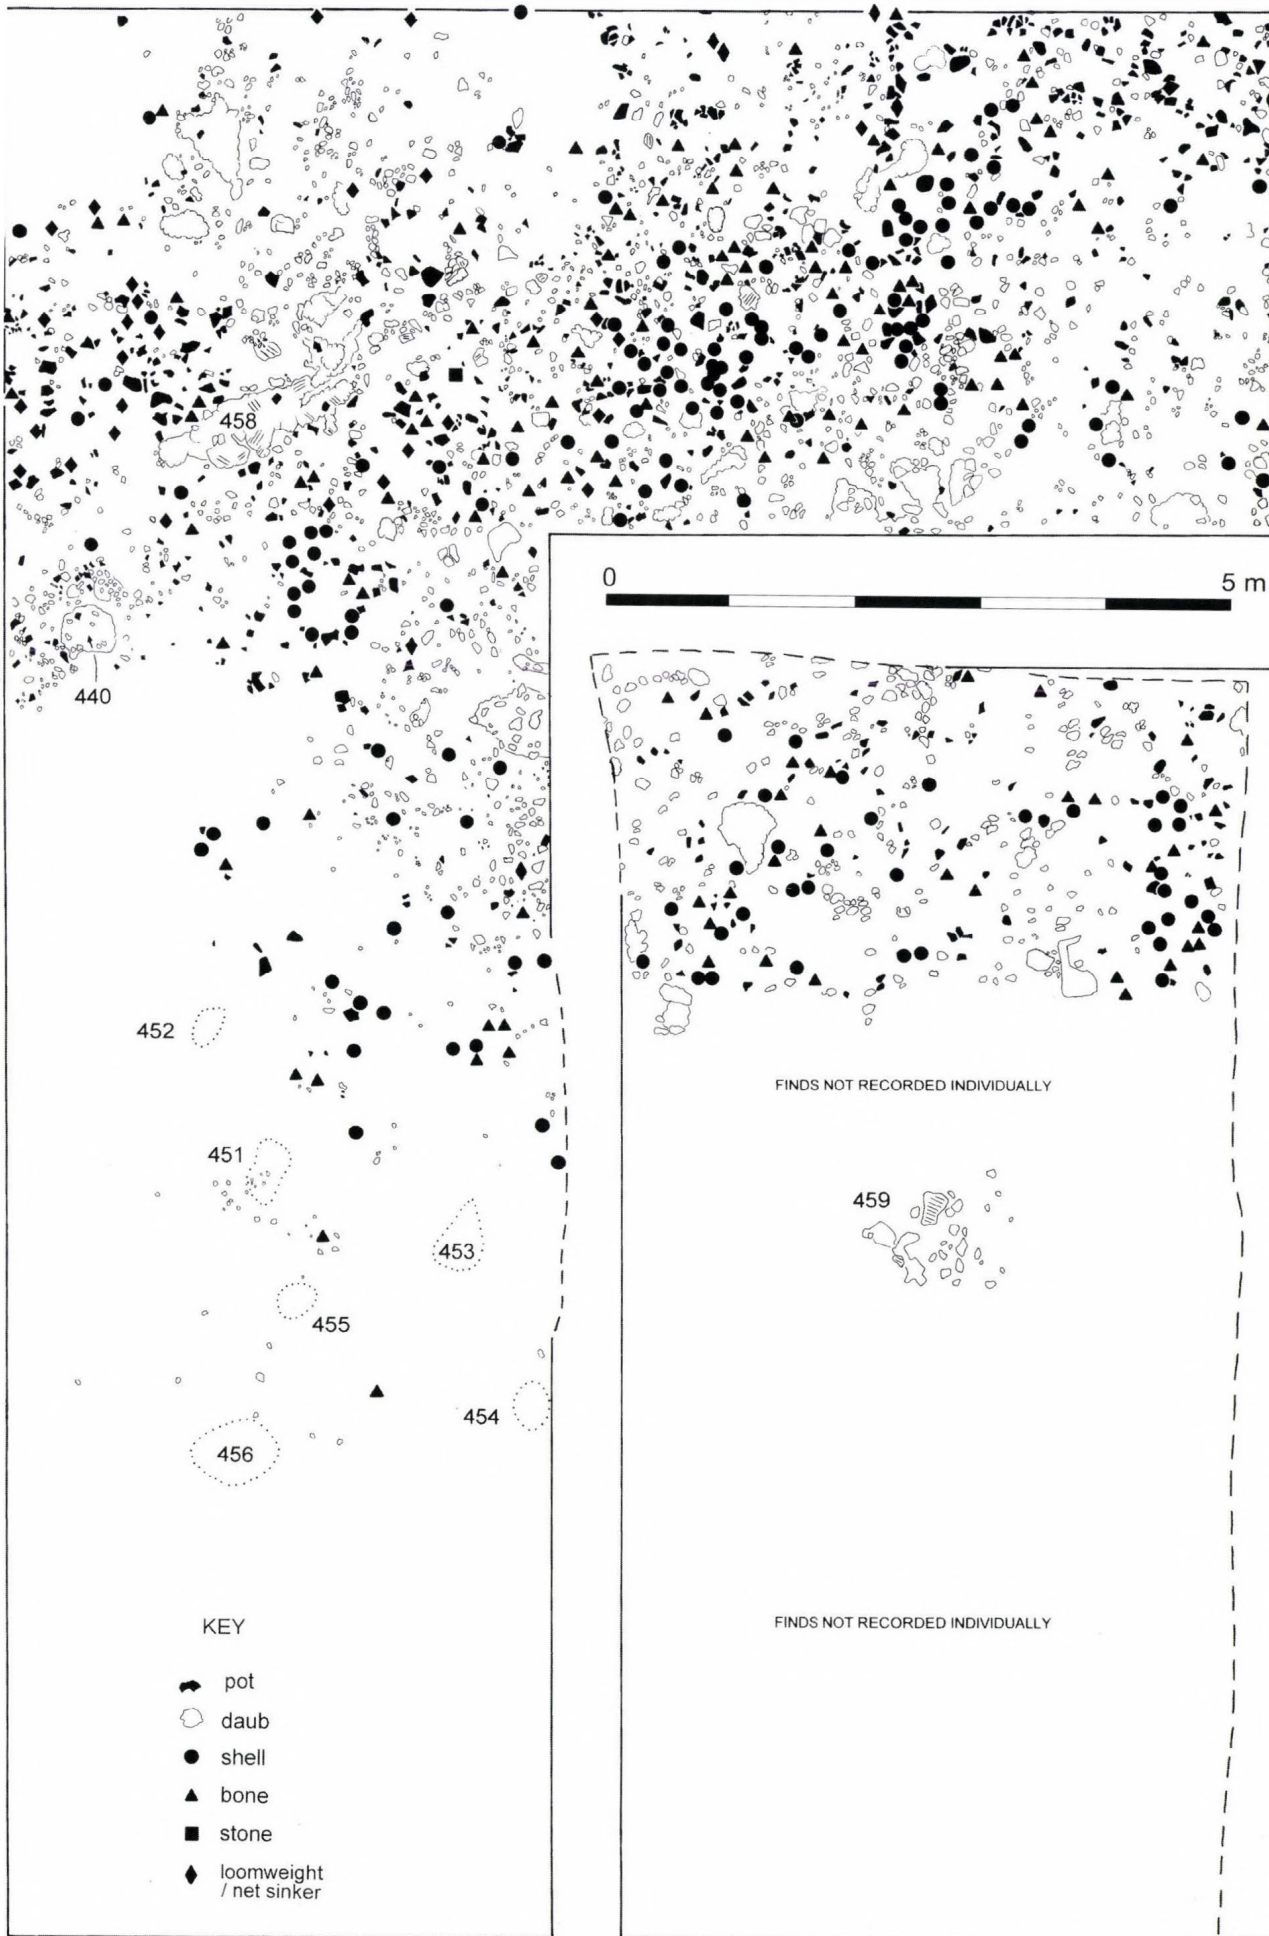 458
0 5 m
440
452
FINDS NOT RECORDED INDIVIDUALLY
451
459
453
455
454
456
FINDS NOT RECORDED INDIVIDUALLY
KEY
pot
daub
shell
bone
stone
loomweight
/ net sinker